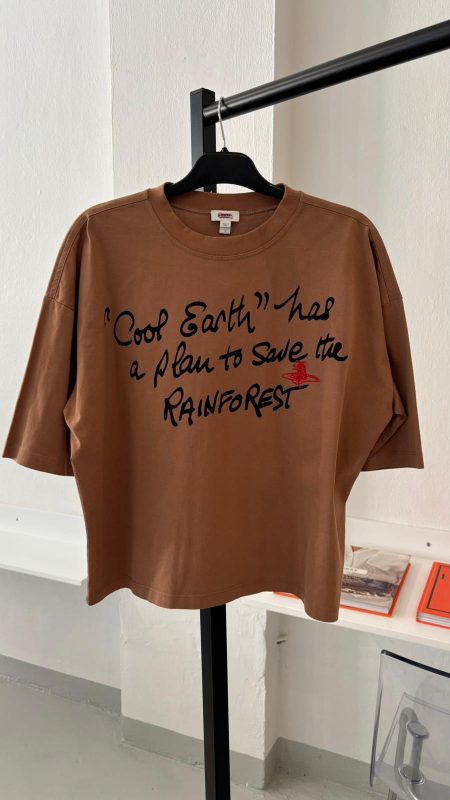 "Cool Earth" has
a plan to save the
RAINFOREST